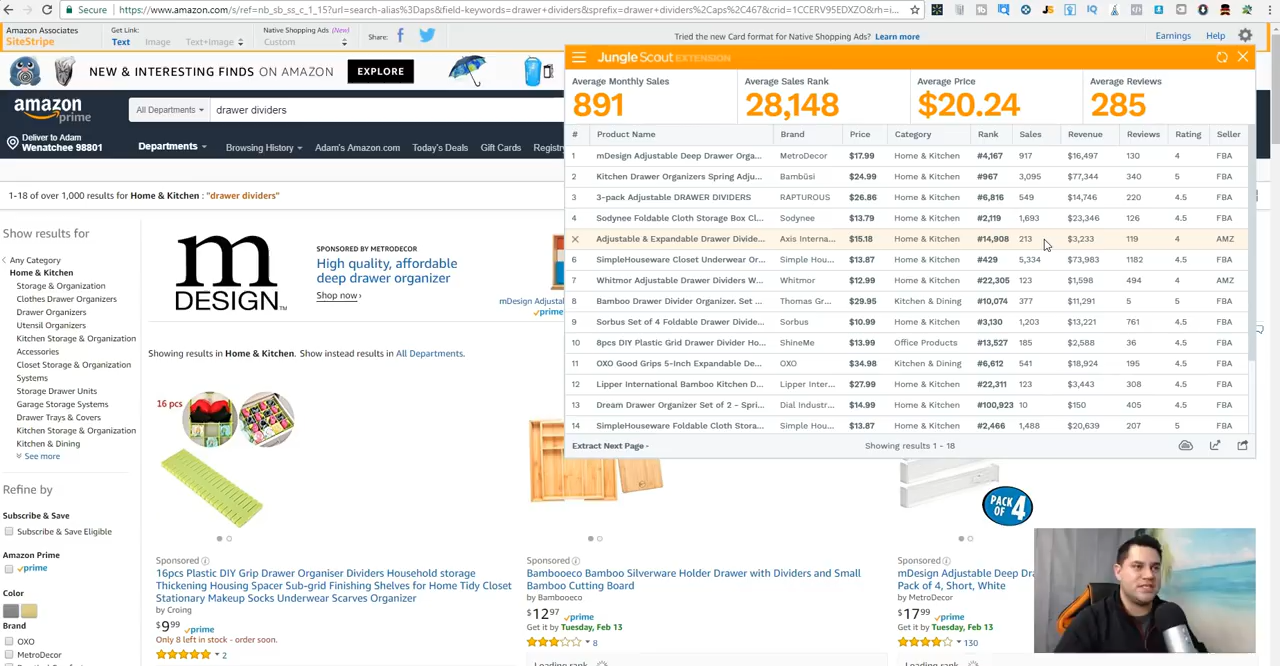 Secure
https://www.amazon.com/s/ref=nb_sb_ss_c_1_15?url=search-alias%3Daps&field-keywords=drawer+dividers&sprefix=drawer+dividers%2Caps%2C467&crid=1CCERV95EDXZO&rh=i...
Amazon Associates
SiteStripe
Get Link:
Text
Image
Text+Image
Native Shopping Ads (New)
Custom
Share:
Tried the new Card format for Native Shopping Ads? Learn more
Earnings
Help
NEW & INTERESTING FINDS ON AMAZON
EXPLORE
amazon
prime
All Departments
drawer dividers
Deliver to Adam
Wenatchee 98801
Departments
Browsing History
Adam's Amazon.com
Today's Deals
Gift Cards
Registry
1-18 of over 1,000 results for Home & Kitchen : "drawer dividers"
Show results for
Any Category
Home & Kitchen
Storage & Organization
Clothes Drawer Organizers
Drawer Organizers
Utensil Organizers
Kitchen Storage & Organization
Accessories
Closet Storage & Organization
Systems
Storage Drawer Units
Garage Storage Systems
Drawer Trays & Covers
Kitchen Storage & Organization
Kitchen & Dining
See more
Refine by
Subscribe & Save
Subscribe & Save Eligible
Amazon Prime
prime
Color
Brand
OXO
MetroDecor
m
DESIGN™
SPONSORED BY METRODECOR
High quality, affordable
deep drawer organizer
Shop now ›
mDesign Adjustab
prime
Showing results in Home & Kitchen. Show instead results in All Departments.
Jungle Scout EXTENSION
Average Monthly Sales
891
Average Sales Rank
28,148
Average Price
$20.24
Average Reviews
285
# Product Name Brand Price Category Rank Sales Revenue Reviews Rating Seller
1 mDesign Adjustable Deep Drawer Orga... MetroDecor $17.99 Home & Kitchen #4,167 917 $16,497 130 4 FBA
2 Kitchen Drawer Organizers Spring Adju... Bambüsi $24.99 Home & Kitchen #967 3,095 $77,344 340 5 FBA
3 3-pack Adjustable DRAWER DIVIDERS RAPTUROUS $26.86 Home & Kitchen #6,816 549 $14,746 220 4.5 FBA
4 Sodynee Foldable Cloth Storage Box Cl... Sodynee $13.79 Home & Kitchen #2,119 1,693 $23,346 126 4.5 FBA
Adjustable & Expandable Drawer Divide... Axis Interna... $15.18 Home & Kitchen #14,908 213 $3,233 119 4 AMZ
6 SimpleHouseware Closet Underwear Or... Simple Hou... $13.87 Home & Kitchen #429 5,334 $73,983 1182 4.5 FBA
7 Whitmor Adjustable Drawer Dividers W... Whitmor $12.99 Home & Kitchen #22,305 123 $1,598 494 4 AMZ
8 Bamboo Drawer Divider Organizer. Set ... Thomas Gr... $29.95 Kitchen & Dining #10,074 377 $11,291 5 5 FBA
9 Sorbus Set of 4 Foldable Drawer Divide... Sorbus $10.99 Home & Kitchen #3,130 1,203 $13,221 761 4.5 FBA
10 8pcs DIY Plastic Grid Drawer Divider Ho... ShineMe $13.99 Office Products #13,527 185 $2,588 36 4 FBA
11 OXO Good Grips 5-Inch Expandable De... OXO $34.98 Kitchen & Dining #6,612 541 $18,924 195 4.5 FBA
12 Lipper International Bamboo Kitchen D... Lipper Inter... $27.99 Home & Kitchen #22,311 123 $3,443 308 4.5 FBA
13 Dream Drawer Organizer Set of 2 - Spri... Dial Industr... $14.99 Home & Kitchen #100,923 10 $150 405 4.5 FBA
14 SimpleHouseware Foldable Cloth Stora... Simple Hou... $13.87 Home & Kitchen #2,466 1,488 $20,639 207 5 FBA
Extract Next Page
Showing results 1 - 18
16 pcs
PACK
OF 4
Sponsored
16pcs Plastic DIY Grip Drawer Organiser Dividers Household storage
Thickening Housing Spacer Sub-grid Finishing Shelves for Home Tidy Closet
Stationary Makeup Socks Underwear Scarves Organizer
by Croing
$9 99 prime
Only 8 left in stock - order soon.
2
Sponsored
Bambooeco Bamboo Silverware Holder Drawer with Dividers and Small
Bamboo Cutting Board
by Bambooeco
$12 97 prime
Get it by Tuesday, Feb 13
8
Loading rank
Sponsored
mDesign Adjustable Deep Dra
Pack of 4, Short, White
by MetroDecor
$17 99 prime
Get it by Tuesday, Feb 13
130
Loading rank